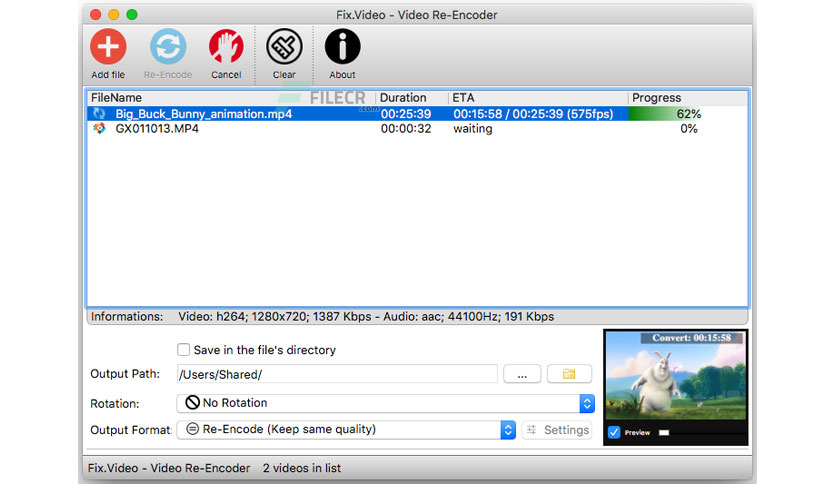 Fix.Video - Video Re-Encoder
Add file Re-Encode Cancel Clear About
FILECR
.com
FileName Duration ETA Progress
Big_Buck_Bunny_animation.mp4 00:25:39 00:15:58 / 00:25:39 (575fps) 62%
GX011013.MP4 00:00:32 waiting 0%
Informations: Video: h264; 1280x720; 1387 Kbps - Audio: aac; 44100Hz; 191 Kbps
Save in the file's directory
Convert: 00:15:58
Output Path: /Users/Shared/ ...
Rotation: No Rotation
Output Format: Re-Encode (Keep same quality) Settings
Preview
Fix.Video - Video Re-Encoder 2 videos in list